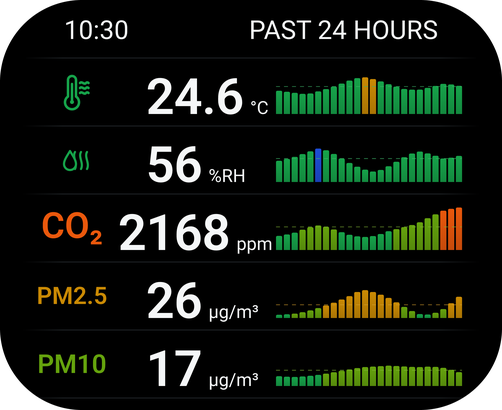 10:30 PAST 24 HOURS
24.6 °C
56 %RH
CO₂ 2168 ppm
PM2.5 26 µg/m³
PM10 17 µg/m³